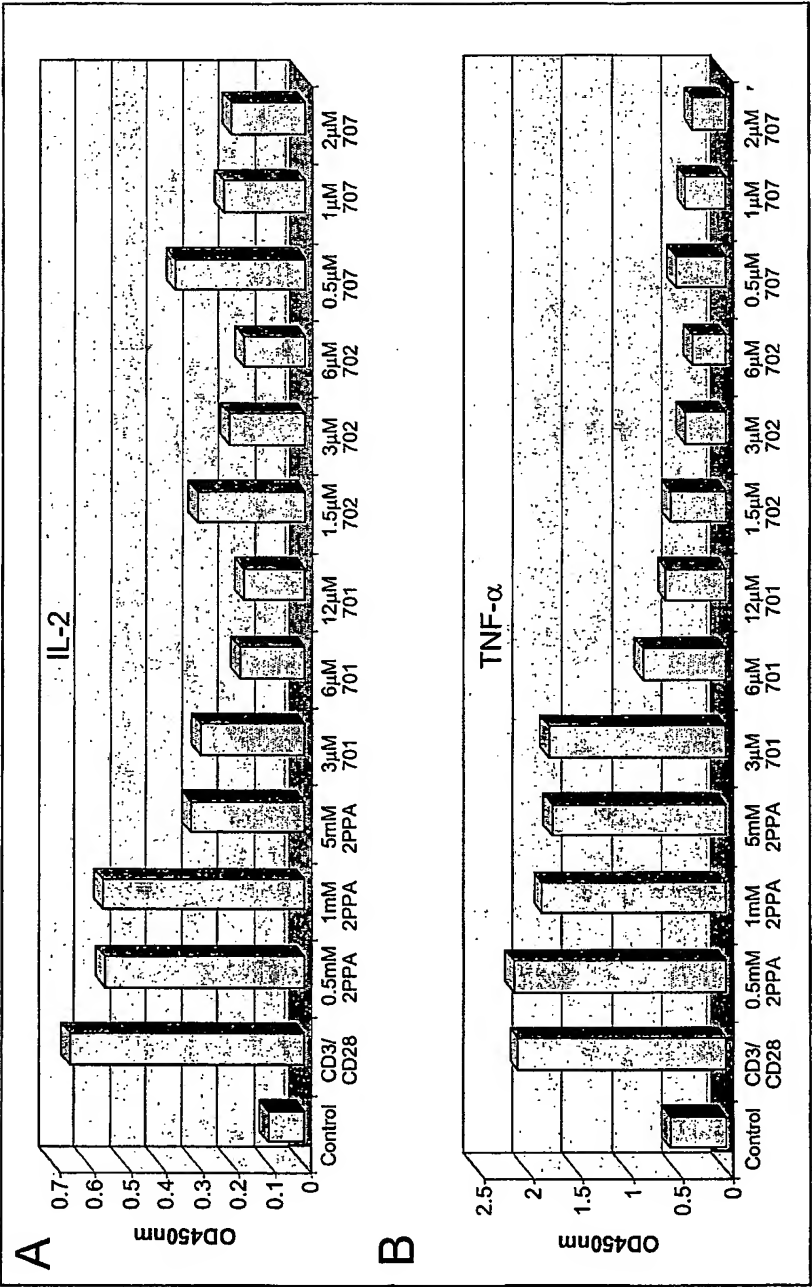 A
IL-2
OD450nm
0.7
0.6
0.5
0.4
0.3
0.2
0.1
0
Control
CD3/
CD28
0.5mM
2PPA
1mM
2PPA
5mM
2PPA
3µM
701
6µM
701
12µM
701
1.5µM
702
3µM
702
6µM
702
0.5µM
707
1µM
707
2µM
707
B
TNF-α
OD450nm
2.5
2
1.5
1
0.5
0
Control
CD3/
CD28
0.5mM
2PPA
1mM
2PPA
5mM
2PPA
3µM
701
6µM
701
12µM
701
1.5µM
702
3µM
702
6µM
702
0.5µM
707
1µM
707
2µM
707